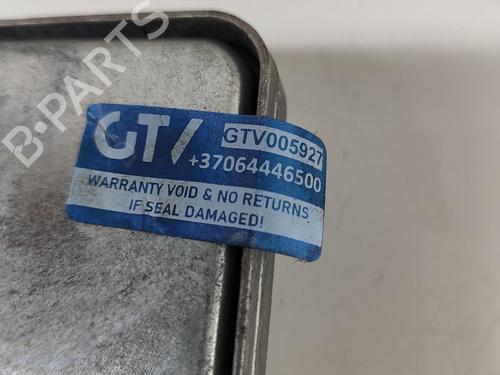 GTV
GTV005927
+37064446500
WARRANTY VOID & NO RETURNS
IF SEAL DAMAGED!
B-PARTS